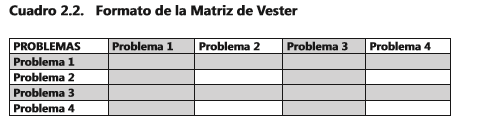 Cuadro 2.2. Formato de la Matriz de Vester
PROBLEMAS Problema 1 Problema 2 Problema 3 Problema 4
Problema 1
Problema 2
Problema 3
Problema 4